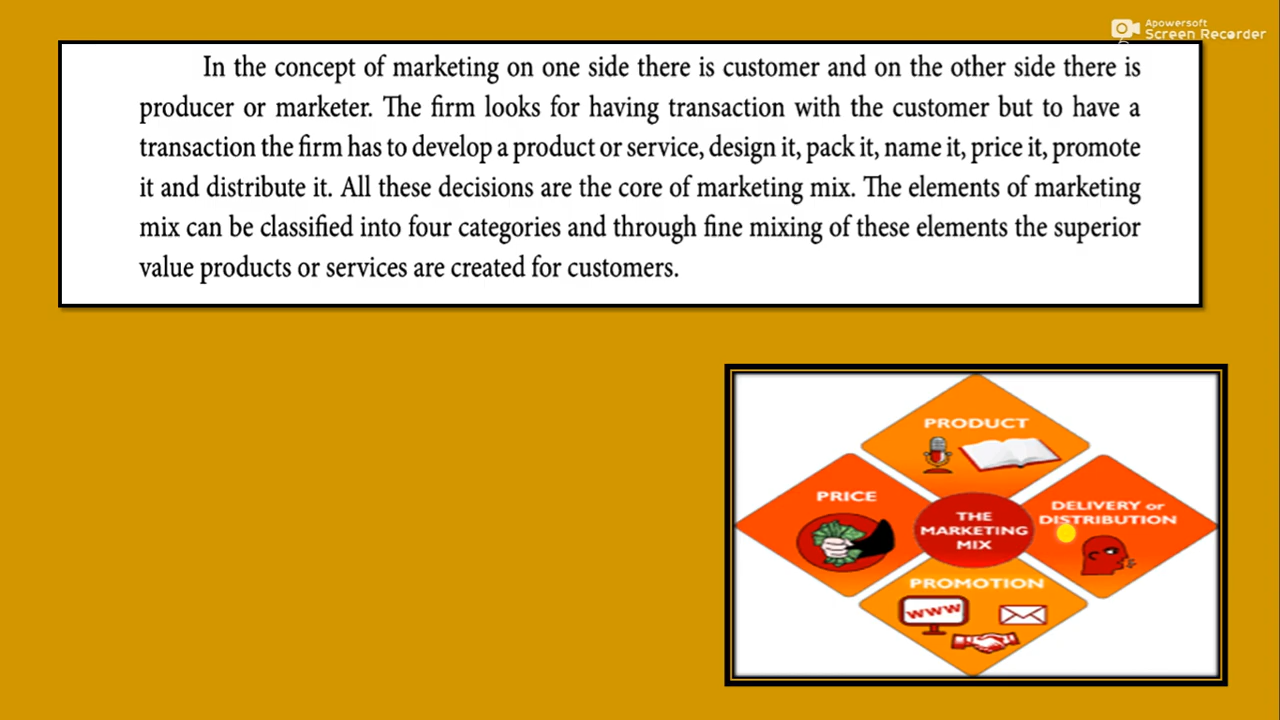 Apowersoft
Screen Recorder
In the concept of marketing on one side there is customer and on the other side there is
producer or marketer. The firm looks for having transaction with the customer but to have a
transaction the firm has to develop a product or service, design it, pack it, name it, price it, promote
it and distribute it. All these decisions are the core of marketing mix. The elements of marketing
mix can be classified into four categories and through fine mixing of these elements the superior
value products or services are created for customers.
PRODUCT
PRICE
THE
MARKETING
MIX
DELIVERY or
DISTRIBUTION
PROMOTION
WWW